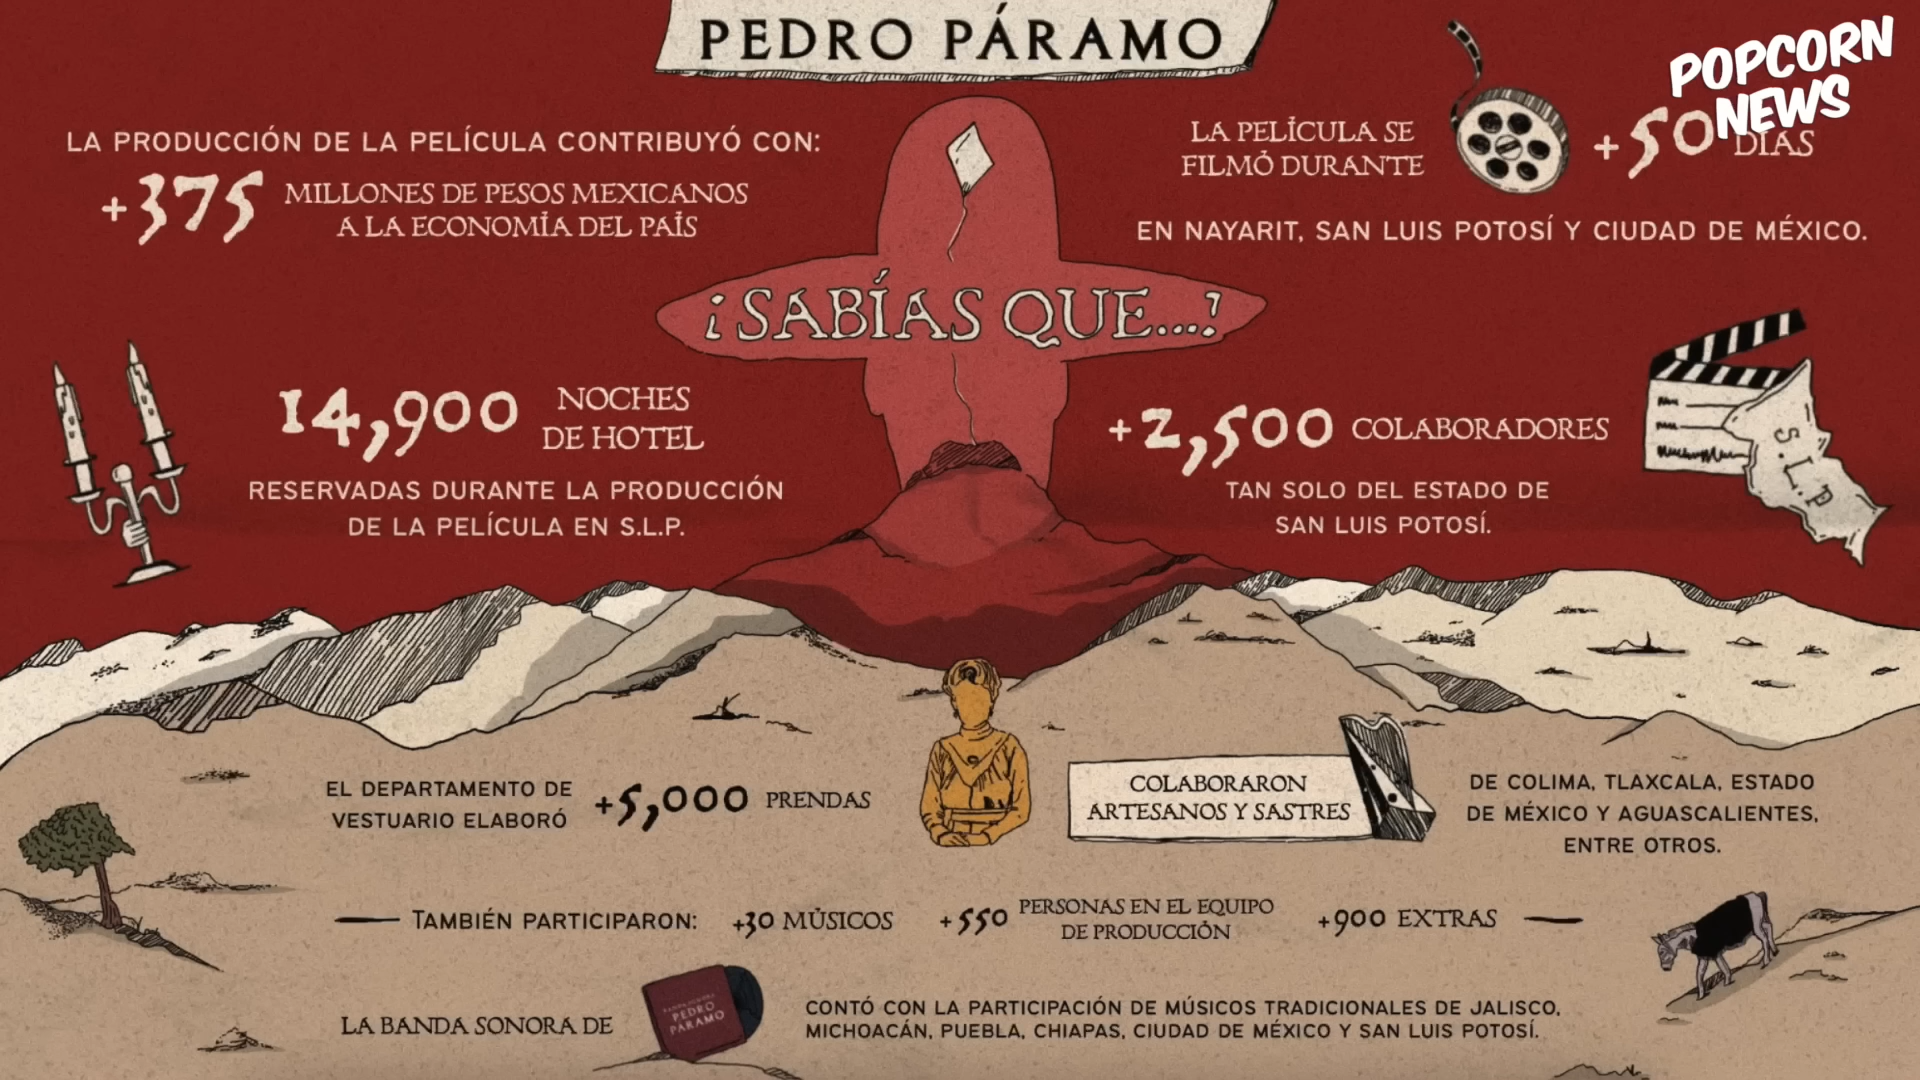 PEDRO PÁRAMO
POPCORN
NEWS
LA PRODUCCIÓN DE LA PELÍCULA CONTRIBUYÓ CON:
+375 MILLONES DE PESOS MEXICANOS
A LA ECONOMÍA DEL PAÍS
LA PELÍCULA SE
FILMÓ DURANTE
+50 DÍAS
EN NAYARIT, SAN LUIS POTOSÍ Y CIUDAD DE MÉXICO.
¿SABÍAS QUE...?
14,900 NOCHES
DE HOTEL
RESERVADAS DURANTE LA PRODUCCIÓN
DE LA PELÍCULA EN S.L.P.
+2,500 COLABORADORES
TAN SOLO DEL ESTADO DE
SAN LUIS POTOSÍ.
S.L.P
EL DEPARTAMENTO DE
VESTUARIO ELABORÓ
+5,000 PRENDAS
COLABORARON
ARTESANOS Y SASTRES
DE COLIMA, TLAXCALA, ESTADO
DE MÉXICO Y AGUASCALIENTES,
ENTRE OTROS.
TAMBIÉN PARTICIPARON:
+30 MÚSICOS
+550 PERSONAS EN EL EQUIPO
DE PRODUCCIÓN
+900 EXTRAS
LA BANDA SONORA DE
BANDA SONORA
PEDRO
PÁRAMO
CONTÓ CON LA PARTICIPACIÓN DE MÚSICOS TRADICIONALES DE JALISCO,
MICHOACÁN, PUEBLA, CHIAPAS, CIUDAD DE MÉXICO Y SAN LUIS POTOSÍ.